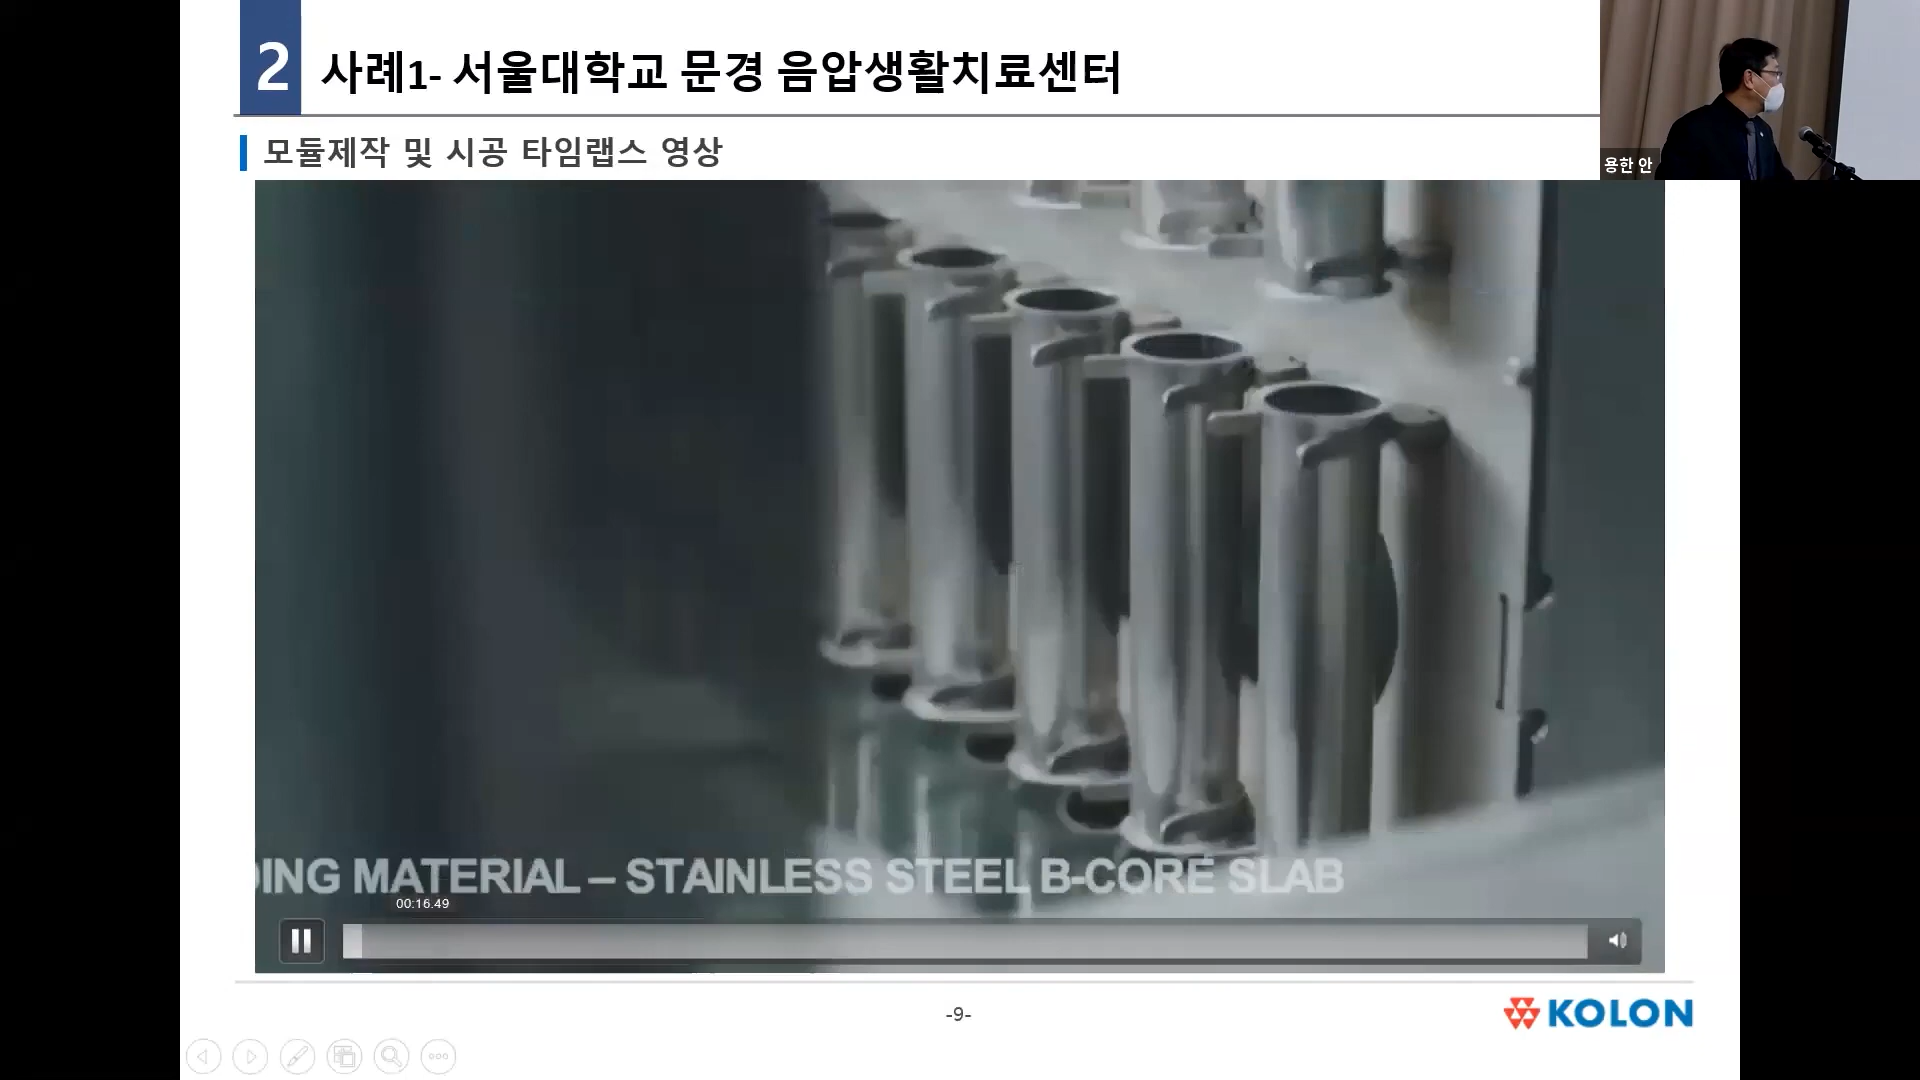 2
사례1- 서울대학교 문경 음압생활치료센터
모듈제작 및 시공 타임랩스 영상
용한 안
DING MATERIAL – STAINLESS STEEL B-CORE SLAB
00:16.49
-9-
KOLON